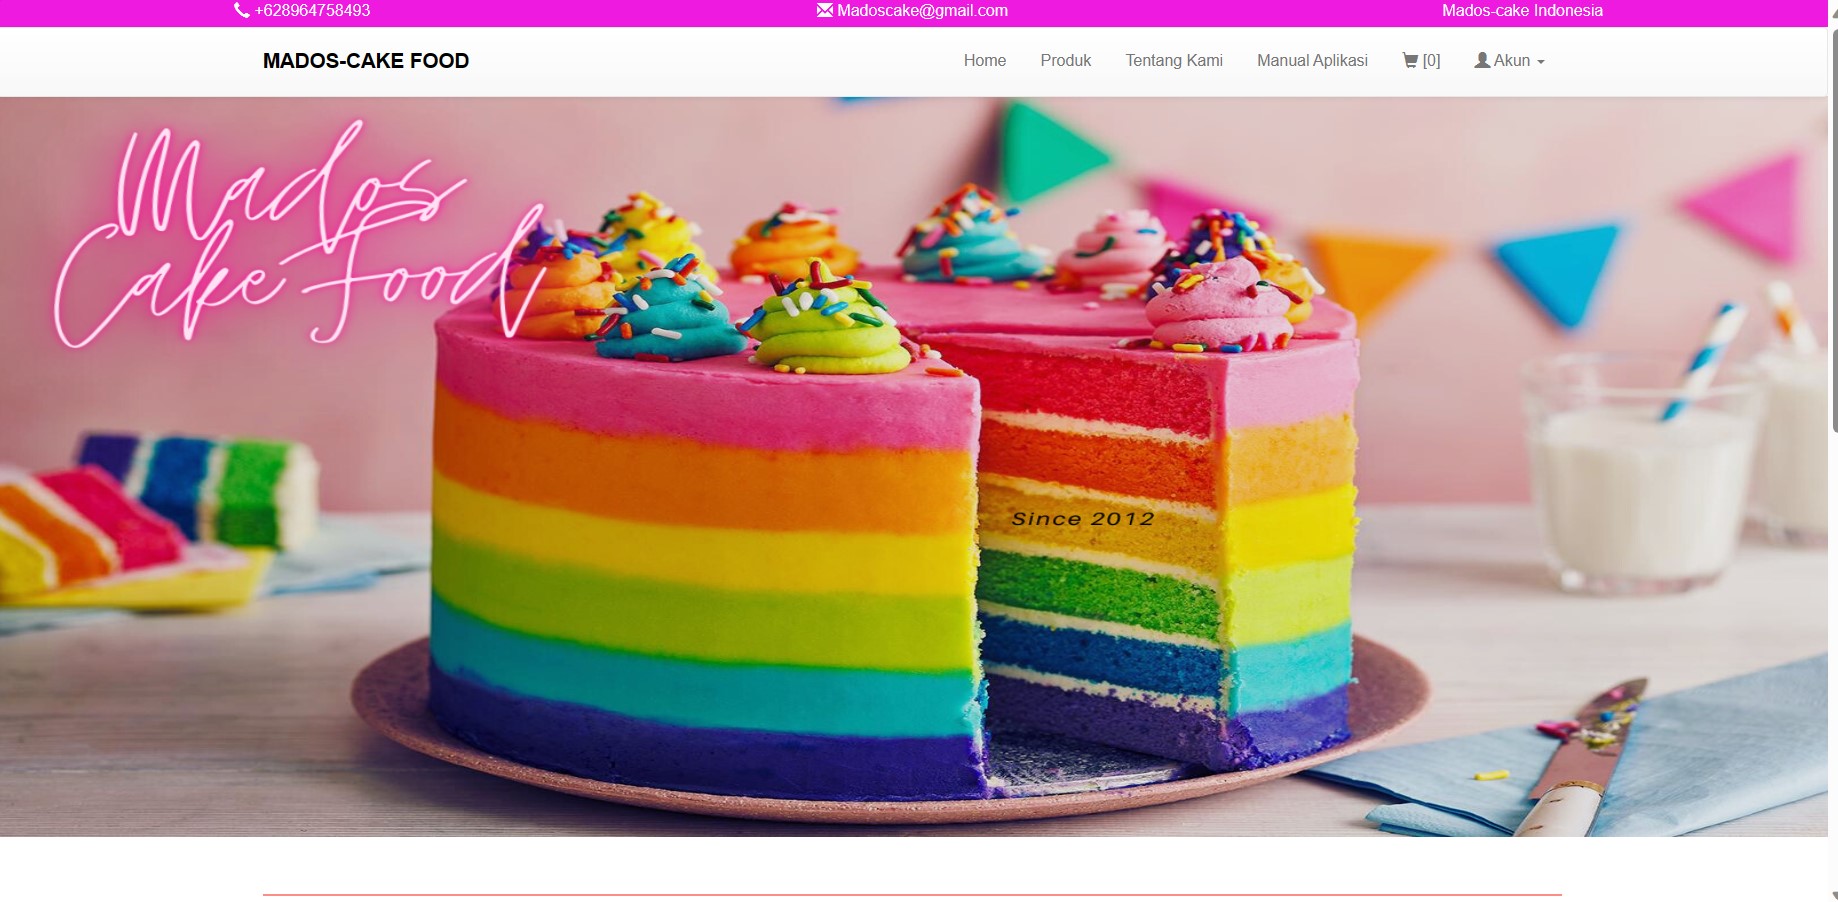 +628964758493
Madoscake@gmail.com
Mados-cake Indonesia
MADOS-CAKE FOOD
Home
Produk
Tentang Kami
Manual Aplikasi
[0]
Akun
Mados
Cake Food
Since 2012